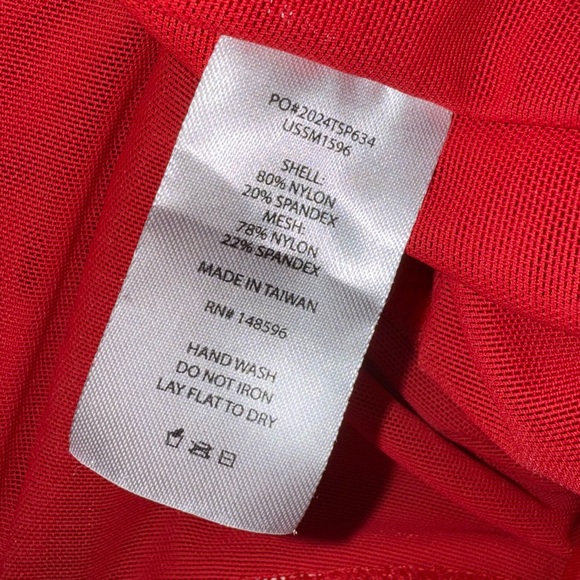 PO#2024TSP634
USSM1596
SHELL:
80% NYLON
20% SPANDEX
MESH:
78% NYLON
22% SPANDEX
MADE IN TAIWAN
RN# 148596
HAND WASH
DO NOT IRON
LAY FLAT TO DRY